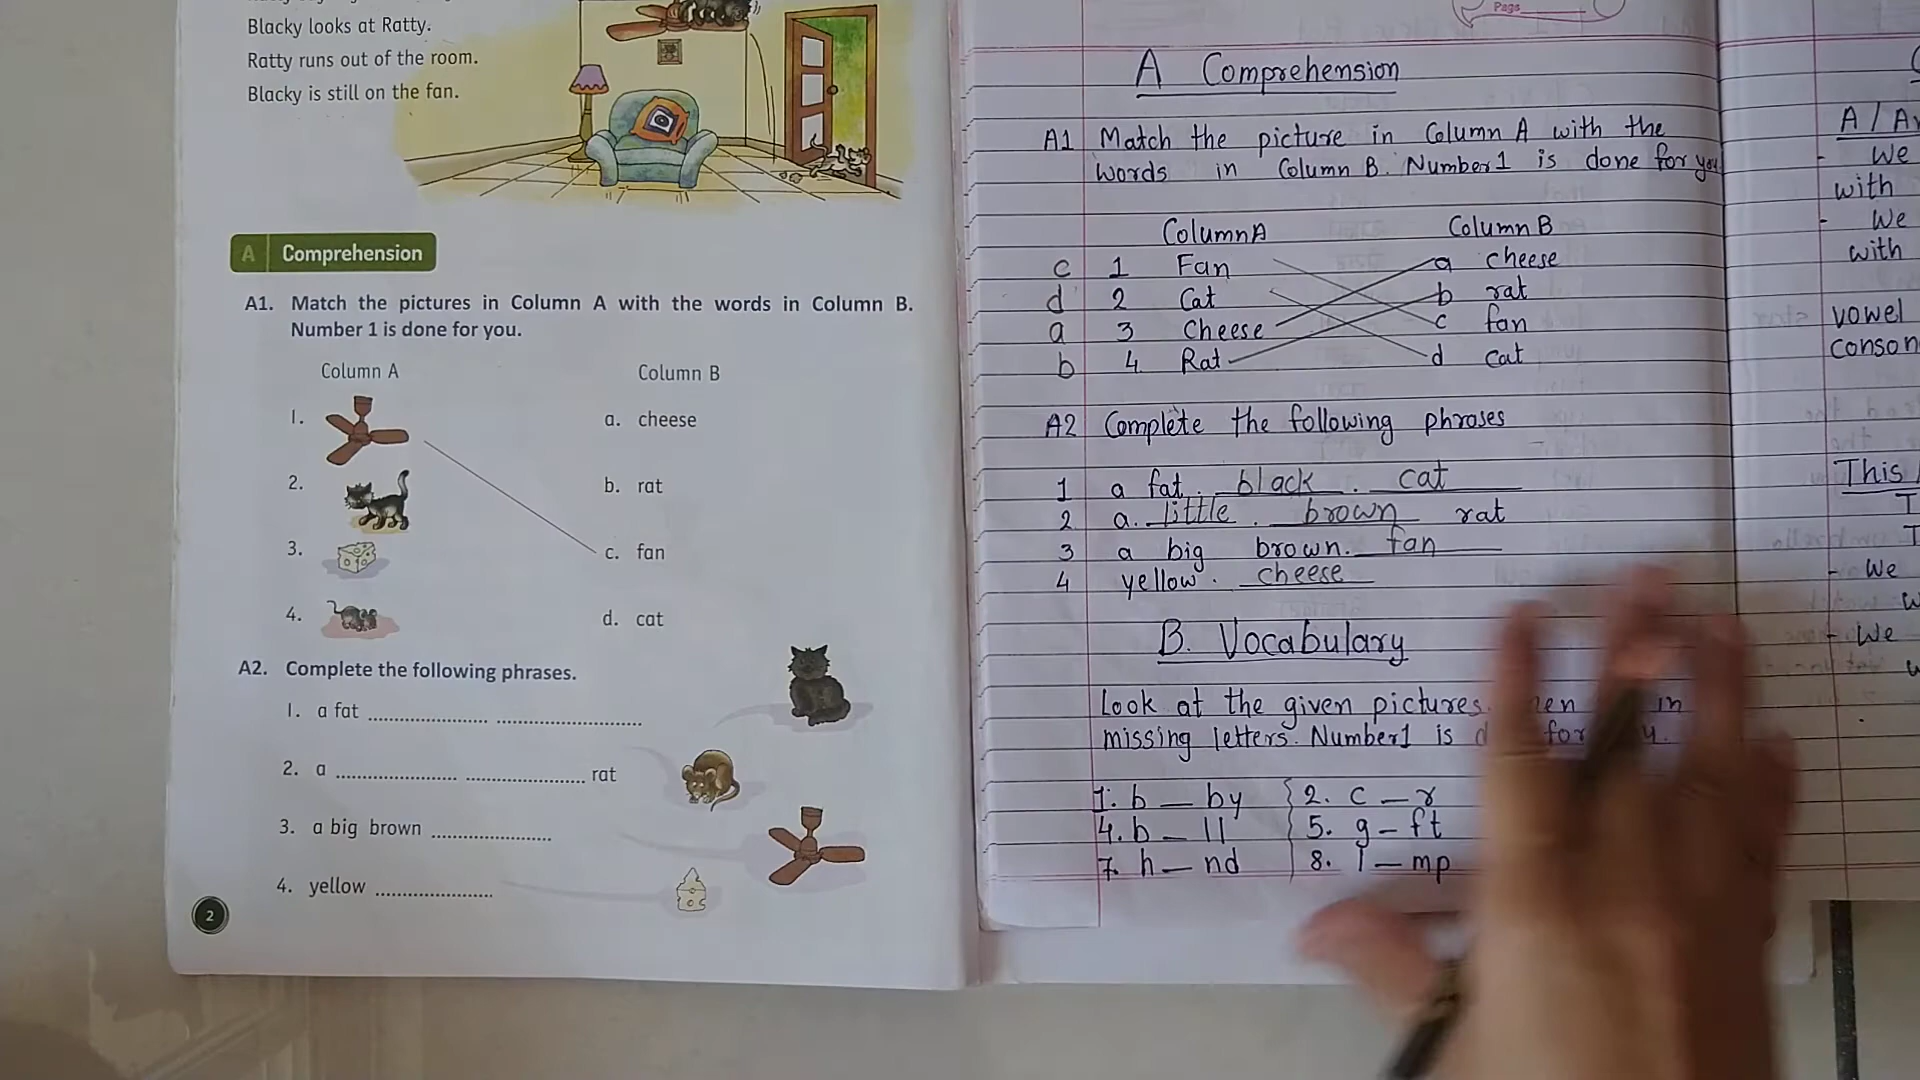 Blacky looks at Ratty.
Ratty runs out of the room.
Blacky is still on the fan.
A Comprehension
A1. Match the pictures in Column A with the words in Column B.
Number 1 is done for you.
Column A Column B
1. a. cheese
2. b. rat
3. c. fan
4. d. cat
A2. Complete the following phrases.
1. a fat .................... ....................
2. a .................... .................... rat
3. a big brown ....................
4. yellow ....................
2
Page
A Comprehension
A1 Match the picture in Column A with the
words in Column B. Number 1 is done for you
Column A Column B
c 1 Fan a cheese
d 2 Cat b rat
a 3 Cheese c fan
b 4 Rat d cat
A2 Complete the following phrases
1 a fat. black . cat
2 a. little . brown rat
3 a big brown. fan
4 yellow . cheese
B. Vocabulary
Look at the given pictures. in
missing letters. Number 1 is for
1. b _ by 2. c _ r
4. b _ ll 5. g _ ft
7. h _ nd 8. l _ mp
- We
with
- We
with
vowel
conson
This
- We
- We